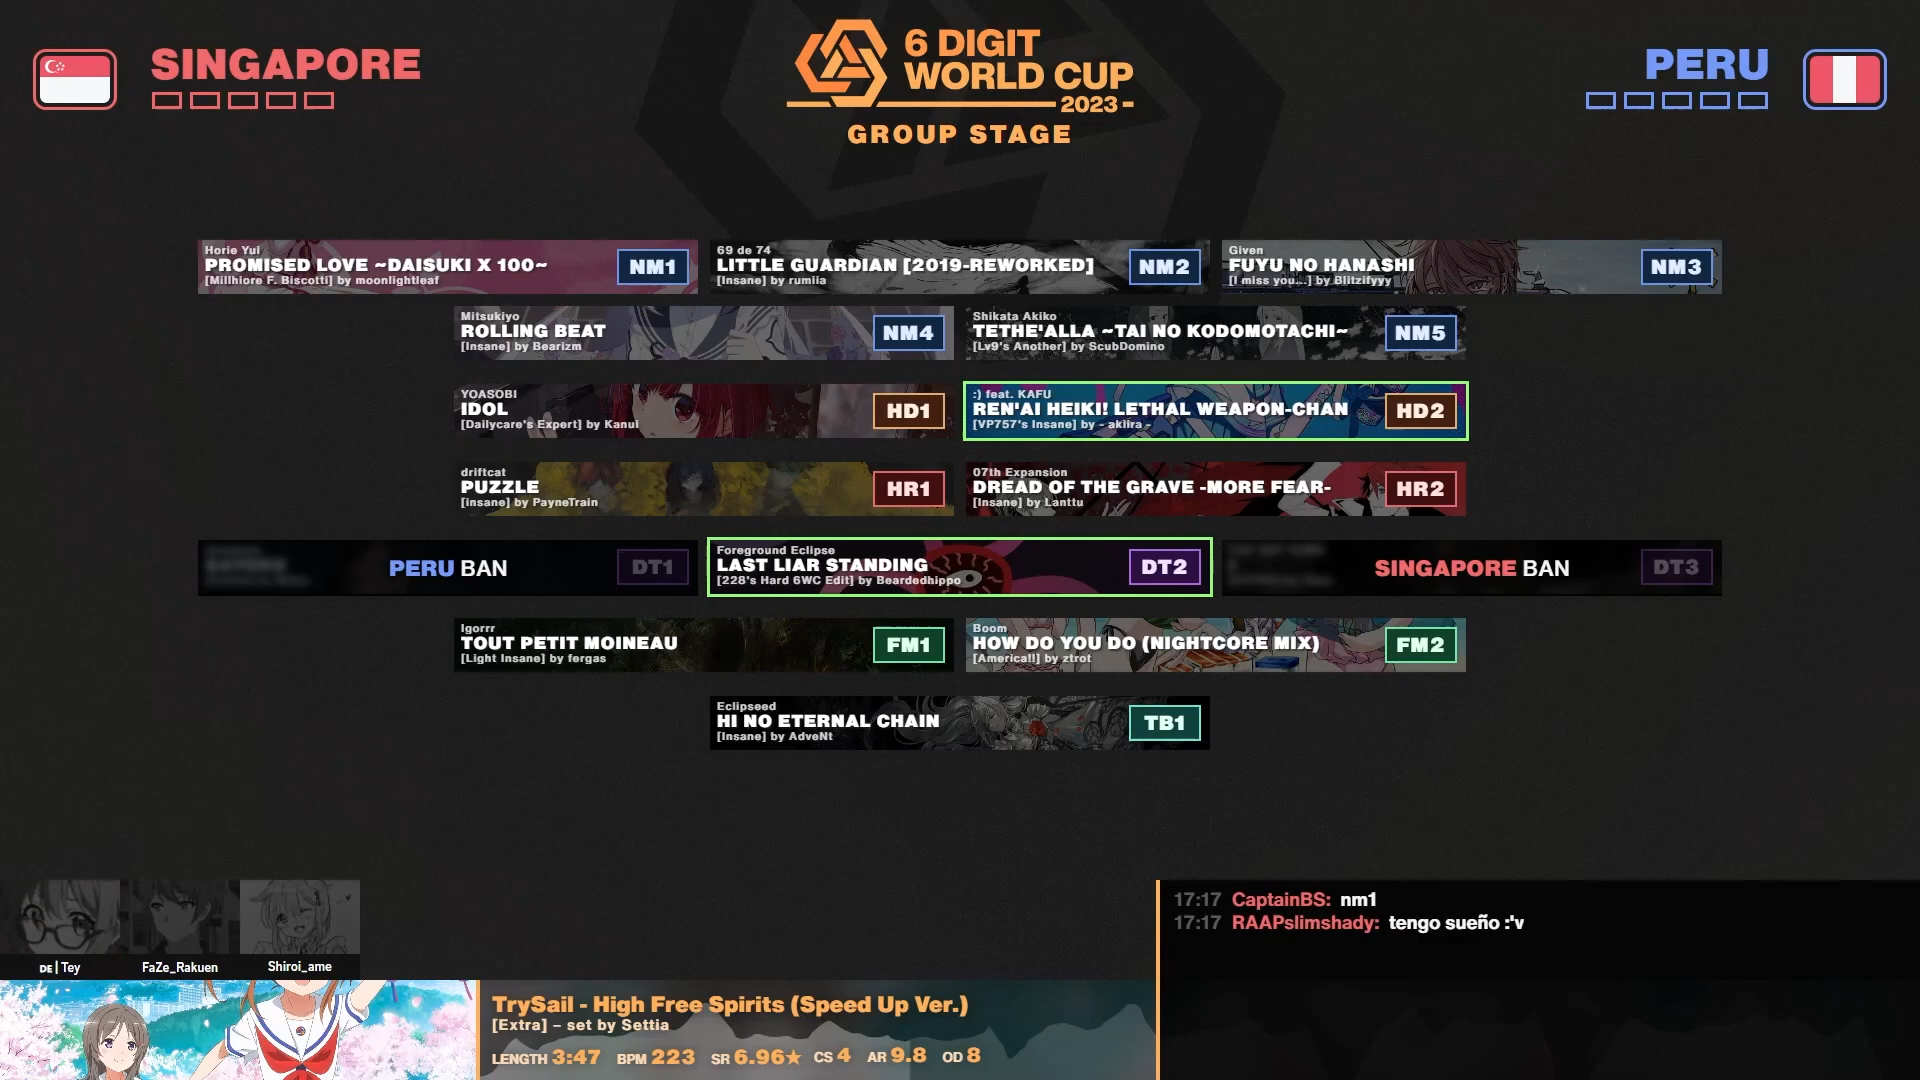 SINGAPORE
6 DIGIT
WORLD CUP
2023
GROUP STAGE
PERU
Horie Yui
PROMISED LOVE ~DAISUKI X 100~
[Millhiore F. Biscotti] by moonlightleaf
NM1
69 de 74
LITTLE GUARDIAN [2019-REWORKED]
[Insane] by rumiia
NM2
Given
FUYU NO HANASHI
[I miss you...] by Blitzifyyy
NM3
Mitsukiyo
ROLLING BEAT
[Insane] by Bearizm
NM4
Shikata Akiko
TETHE'ALLA ~TAI NO KODOMOTACHI~
[Lv9's Another] by ScubDomino
NM5
YOASOBI
IDOL
[Dailycare's Expert] by Kanui
HD1
:) feat. KAFU
REN'AI HEIKI! LETHAL WEAPON-CHAN
[VP757's Insane] by - akiira -
HD2
driftcat
PUZZLE
[insane] by PayneTrain
HR1
07th Expansion
DREAD OF THE GRAVE -MORE FEAR-
[Insane] by Lanttu
HR2
PERU BAN
DT1
Foreground Eclipse
LAST LIAR STANDING
[228's Hard 6WC Edit] by Beardedhippo
DT2
SINGAPORE BAN
DT3
Igorrr
TOUT PETIT MOINEAU
[Light Insane] by fergas
FM1
Boom
HOW DO YOU DO (NIGHTCORE MIX)
[America!!] by ztrot
FM2
Eclipseed
HI NO ETERNAL CHAIN
[Insane] by AdveNt
TB1
DE | Tey
FaZe_Rakuen
Shiroi_ame
TrySail - High Free Spirits (Speed Up Ver.)
[Extra] – set by Settia
LENGTH 3:47 BPM 223 SR 6.96★ CS 4 AR 9.8 OD 8
17:17 CaptainBS: nm1
17:17 RAAPslimshady: tengo sueño :'v